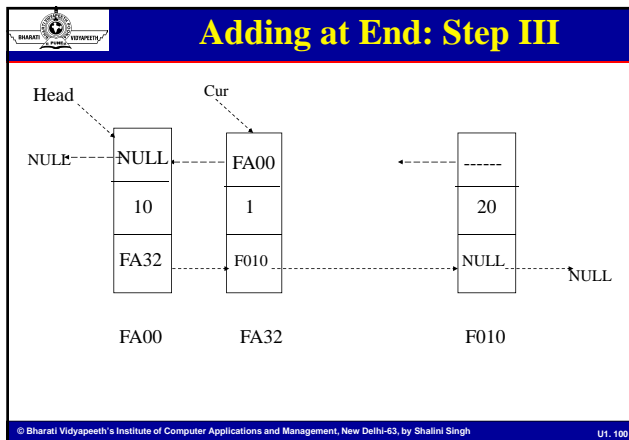 BHARATI
VIDYAPEETH
PUNE
Adding at End: Step III
Head
Cur
NULL
NULL
FA00
------
10
1
20
FA32
F010
NULL
NULL
FA00
FA32
F010
© Bharati Vidyapeeth's Institute of Computer Applications and Management, New Delhi-63, by Shalini Singh
U1. 100